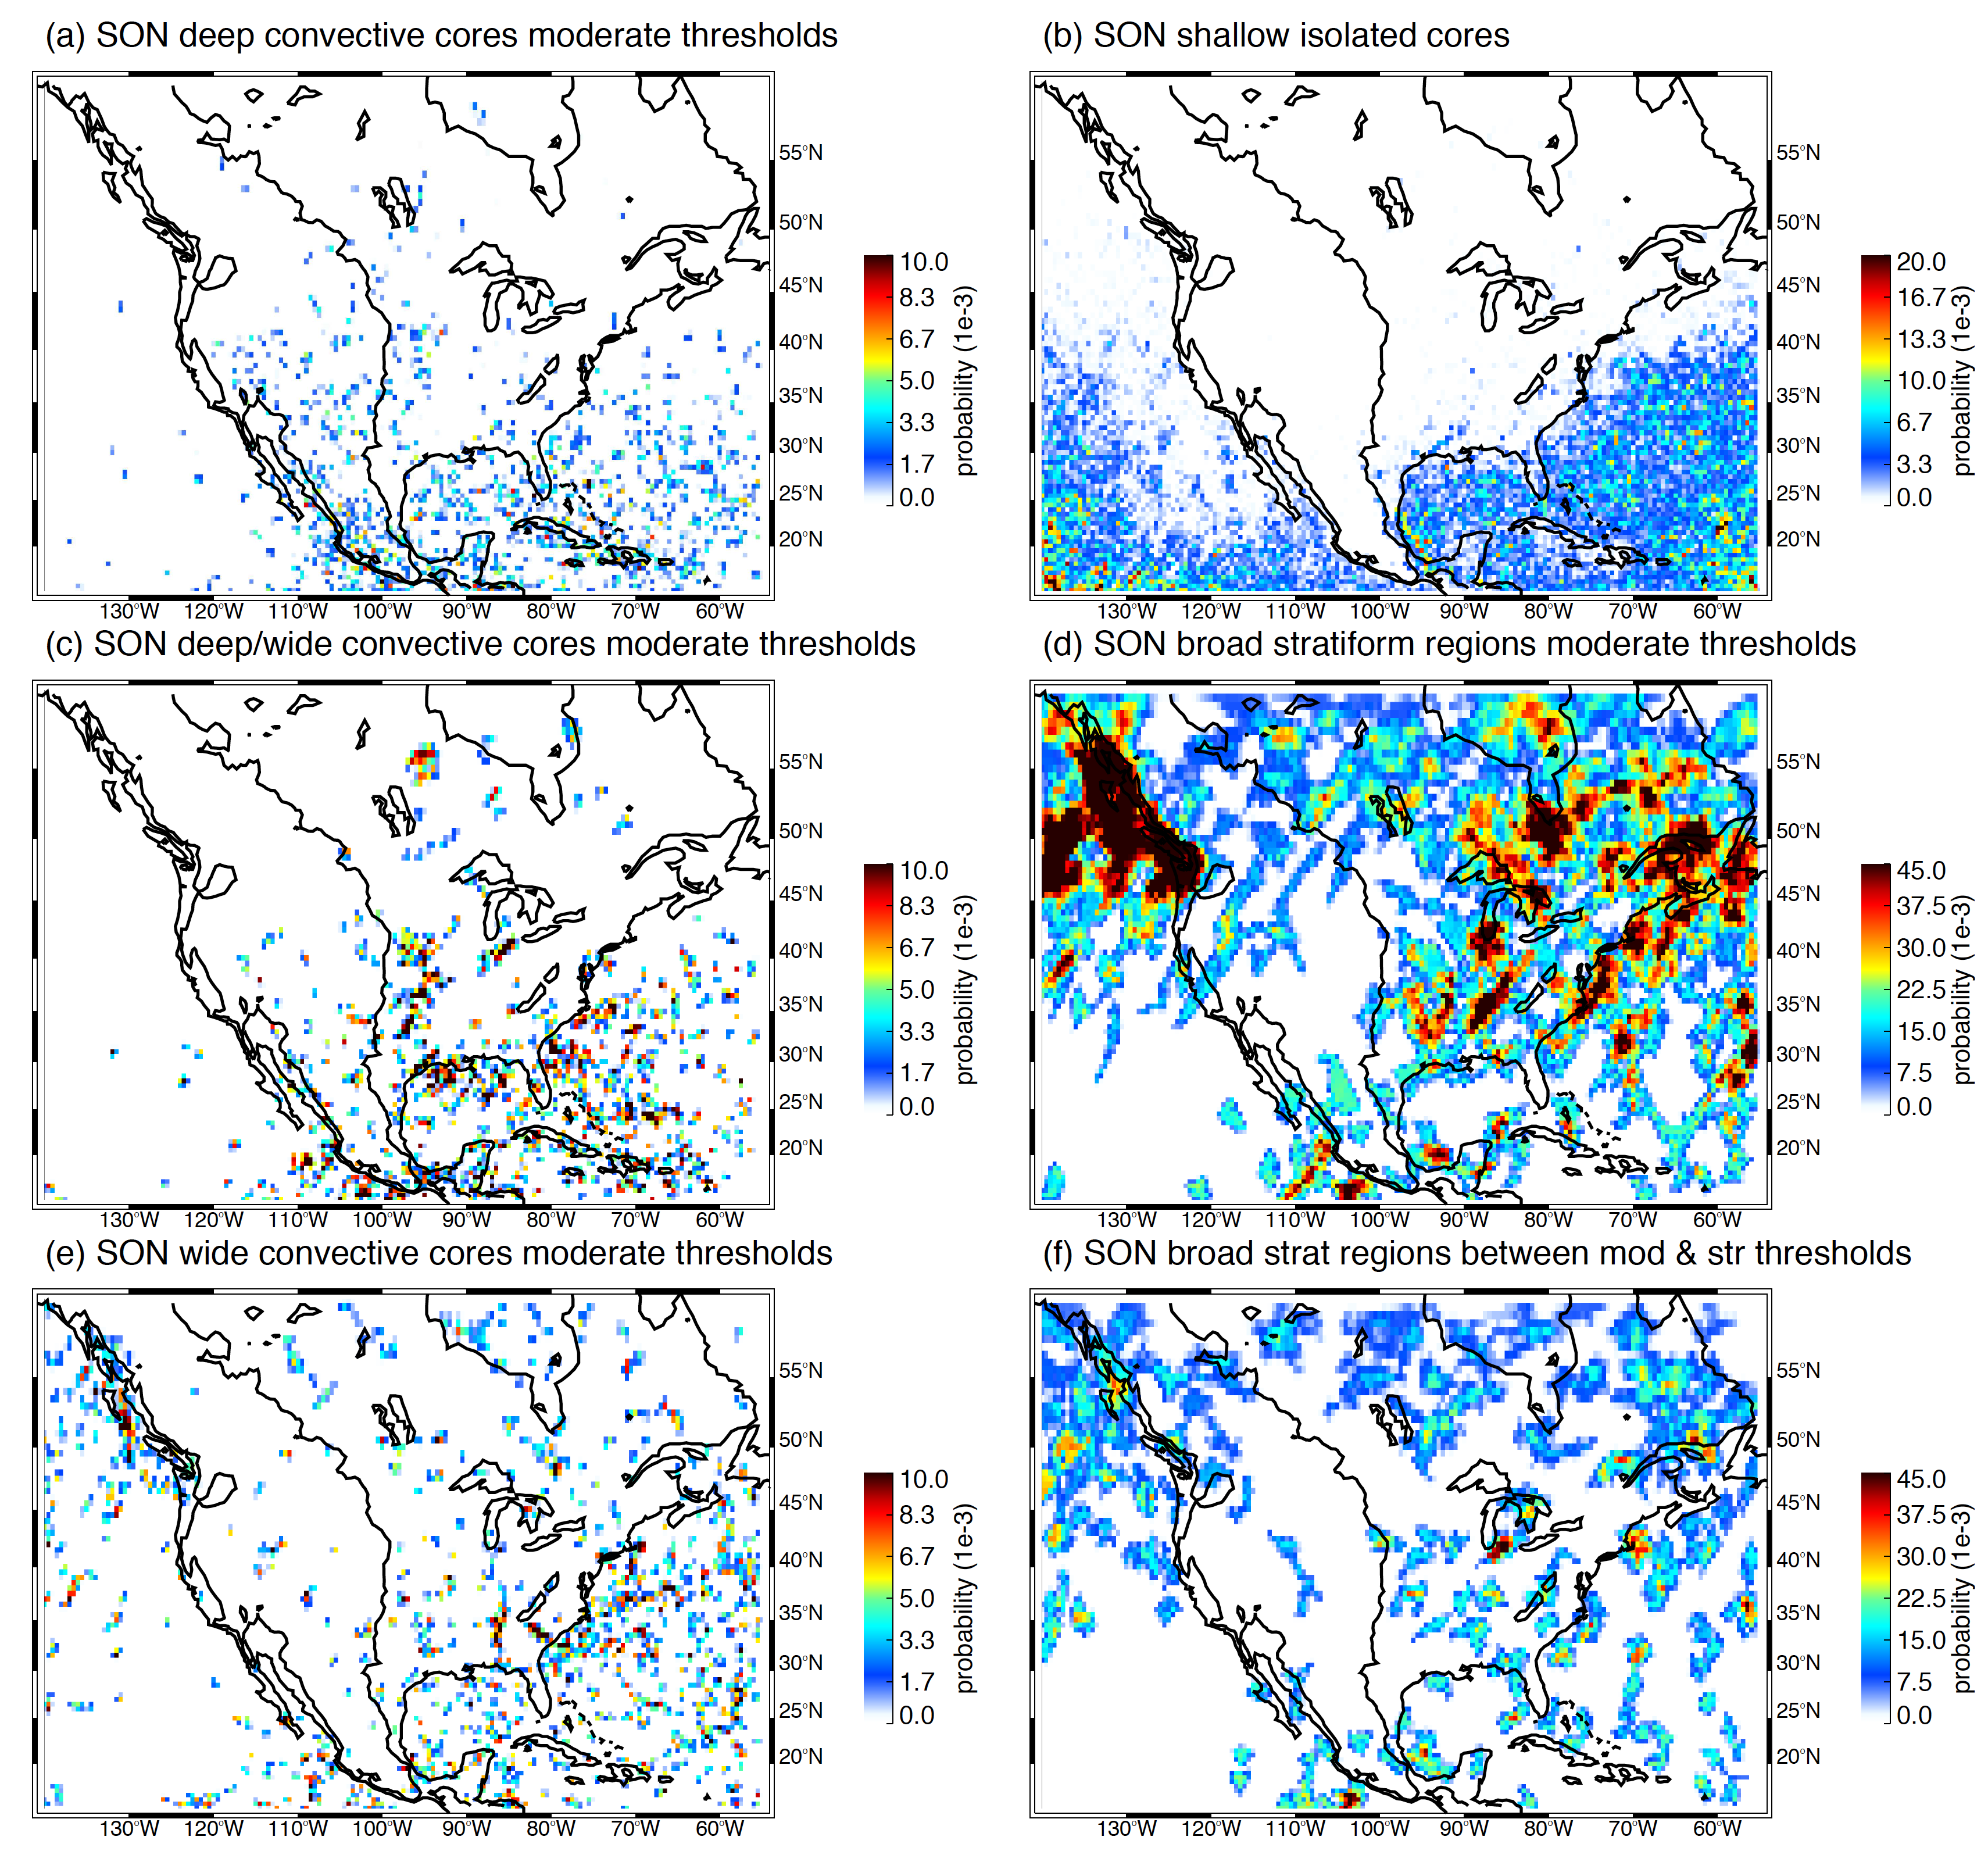 (a) SON deep convective cores moderate thresholds
55°N
50°N
45°N
40°N
35°N
30°N
25°N
20°N
130°W 120°W 110°W 100°W 90°W 80°W 70°W 60°W
10.0
8.3
6.7
5.0
3.3
1.7
0.0
probability (1e-3)
(b) SON shallow isolated cores
55°N
50°N
45°N
40°N
35°N
30°N
25°N
20°N
130°W 120°W 110°W 100°W 90°W 80°W 70°W 60°W
20.0
16.7
13.3
10.0
6.7
3.3
0.0
probability (1e-3)
(c) SON deep/wide convective cores moderate thresholds
55°N
50°N
45°N
40°N
35°N
30°N
25°N
20°N
130°W 120°W 110°W 100°W 90°W 80°W 70°W 60°W
10.0
8.3
6.7
5.0
3.3
1.7
0.0
probability (1e-3)
(d) SON broad stratiform regions moderate thresholds
55°N
50°N
45°N
40°N
35°N
30°N
25°N
20°N
130°W 120°W 110°W 100°W 90°W 80°W 70°W 60°W
45.0
37.5
30.0
22.5
15.0
7.5
0.0
probability (1e-3)
(e) SON wide convective cores moderate thresholds
55°N
50°N
45°N
40°N
35°N
30°N
25°N
20°N
130°W 120°W 110°W 100°W 90°W 80°W 70°W 60°W
10.0
8.3
6.7
5.0
3.3
1.7
0.0
probability (1e-3)
(f) SON broad strat regions between mod & str thresholds
55°N
50°N
45°N
40°N
35°N
30°N
25°N
20°N
130°W 120°W 110°W 100°W 90°W 80°W 70°W 60°W
45.0
37.5
30.0
22.5
15.0
7.5
0.0
probability (1e-3)